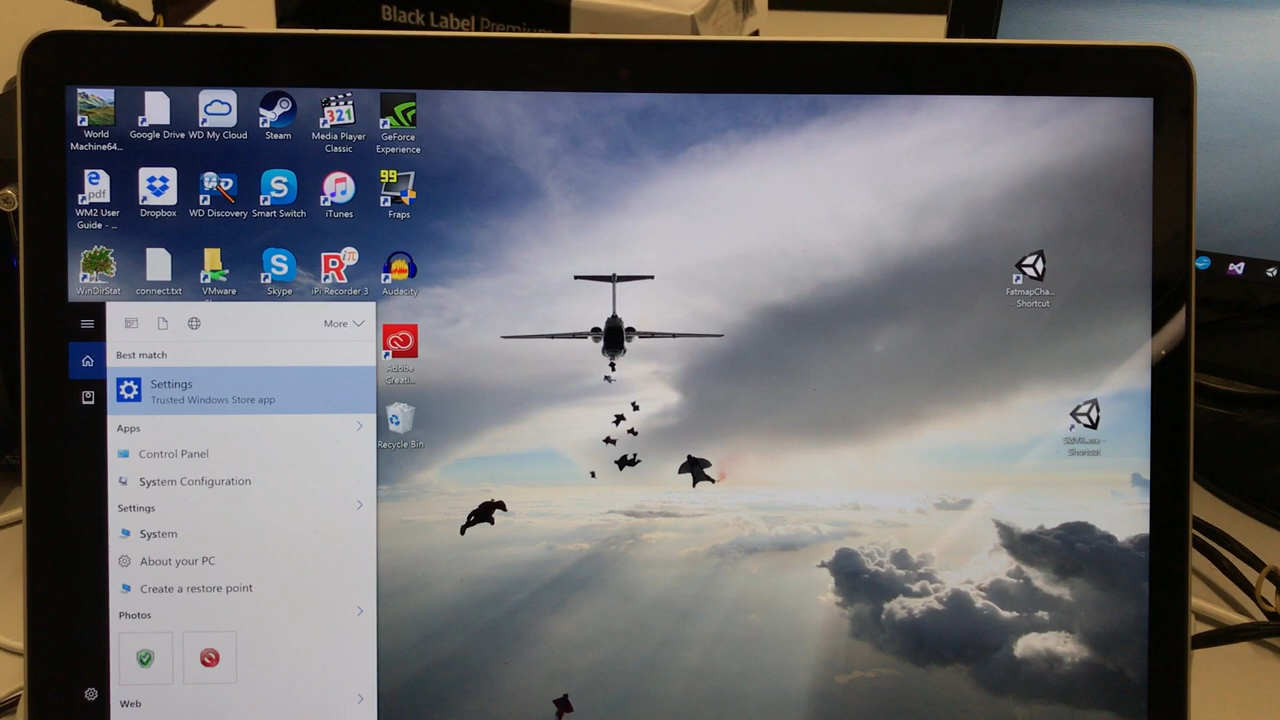 Black Label Premium
World
Machine64...
Google Drive
WD My Cloud
Steam
Media Player
Classic
GeForce
Experience
pdf
321
99
WM2 User
Guide - ...
Dropbox
WD Discovery
Smart Switch
iTunes
Fraps
WinDirStat
connect.txt
VMware
Skype
iPi Recorder 3
Audacity
More
Best match
Settings
Trusted Windows Store app
Apps
Control Panel
System Configuration
Settings
System
About your PC
Create a restore point
Photos
Web
Adobe
Creati...
Recycle Bin
FatmapCha...
Shortcut
Shortcut